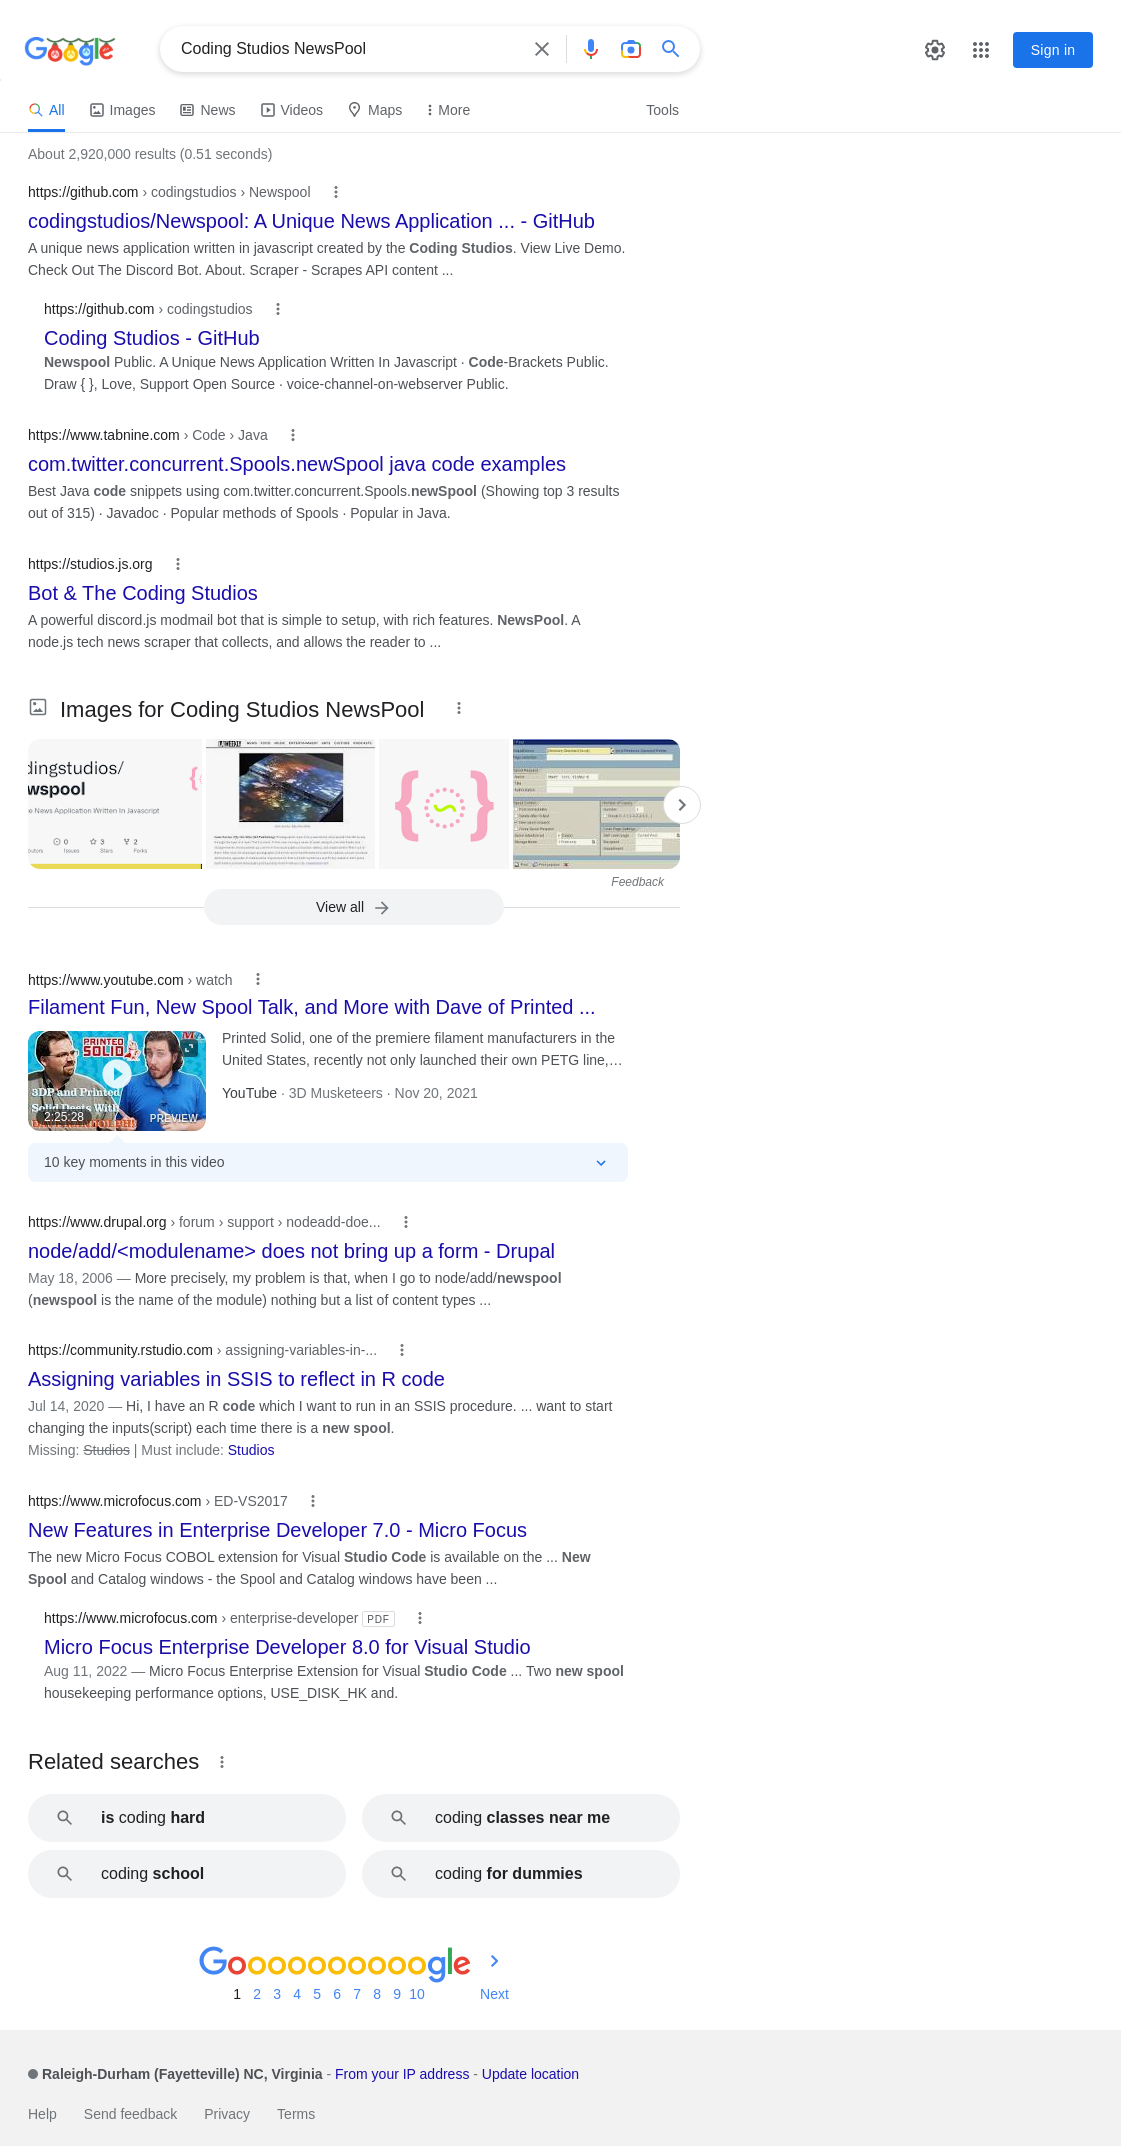 Google
Coding Studios NewsPool
Sign in
All
Images
News
Videos
Maps
More
Tools
About 2,920,000 results (0.51 seconds)
https://github.com › codingstudios › Newspool
codingstudios/Newspool: A Unique News Application ... - GitHub
A unique news application written in javascript created by the Coding Studios. View Live Demo.
Check Out The Discord Bot. About. Scraper - Scrapes API content ...
https://github.com › codingstudios
Coding Studios - GitHub
Newspool Public. A Unique News Application Written In Javascript · Code-Brackets Public.
Draw { }, Love, Support Open Source · voice-channel-on-webserver Public.
https://www.tabnine.com › Code › Java
com.twitter.concurrent.Spools.newSpool java code examples
Best Java code snippets using com.twitter.concurrent.Spools.newSpool (Showing top 3 results
out of 315) · Javadoc · Popular methods of Spools · Popular in Java.
https://studios.js.org
Bot & The Coding Studios
A powerful discord.js modmail bot that is simple to setup, with rich features. NewsPool. A
node.js tech news scraper that collects, and allows the reader to ...
Images for Coding Studios NewsPool
dingstudios/
wspool
e News Application Written In Javascript
0
3
2
Issues
Stars
Forks
{~}
Feedback
View all
https://www.youtube.com › watch
Filament Fun, New Spool Talk, and More with Dave of Printed ...
PRINTED
SOLID
3DP and Printed
Solid Deets With
2:25:28
PREVIEW
Printed Solid, one of the premiere filament manufacturers in the
United States, recently not only launched their own PETG line,…
YouTube · 3D Musketeers · Nov 20, 2021
10 key moments in this video
https://www.drupal.org › forum › support › nodeadd-doe...
node/add/<modulename> does not bring up a form - Drupal
May 18, 2006 — More precisely, my problem is that, when I go to node/add/newspool
(newspool is the name of the module) nothing but a list of content types ...
https://community.rstudio.com › assigning-variables-in-...
Assigning variables in SSIS to reflect in R code
Jul 14, 2020 — Hi, I have an R code which I want to run in an SSIS procedure. ... want to start
changing the inputs(script) each time there is a new spool.
Missing: Studios | Must include: Studios
https://www.microfocus.com › ED-VS2017
New Features in Enterprise Developer 7.0 - Micro Focus
The new Micro Focus COBOL extension for Visual Studio Code is available on the ... New
Spool and Catalog windows - the Spool and Catalog windows have been ...
https://www.microfocus.com › enterprise-developer PDF
Micro Focus Enterprise Developer 8.0 for Visual Studio
Aug 11, 2022 — Micro Focus Enterprise Extension for Visual Studio Code ... Two new spool
housekeeping performance options, USE_DISK_HK and.
Related searches
is coding hard
coding classes near me
coding school
coding for dummies
Goooooooooogle
1 2 3 4 5 6 7 8 9 10 Next
Raleigh-Durham (Fayetteville) NC, Virginia - From your IP address - Update location
Help Send feedback Privacy Terms